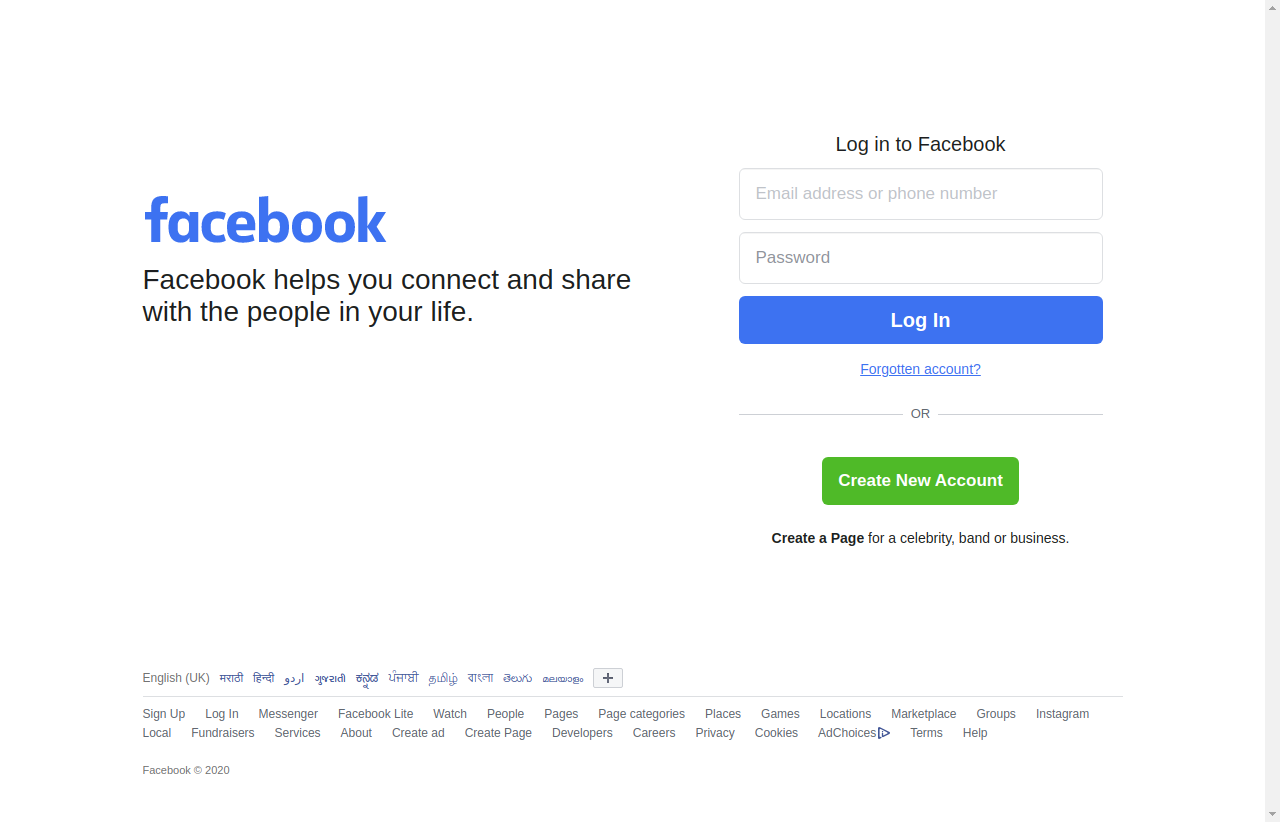 facebook
Facebook helps you connect and share
with the people in your life.
Log in to Facebook
Email address or phone number
Password
Log In
Forgotten account?
OR
Create New Account
Create a Page for a celebrity, band or business.
English (UK) मराठी हिन्दी اردو ગુજરાતી ಕನ್ನಡ ਪੰਜਾਬੀ தமிழ் বাংলা తెలుగు മലയാളം
Sign Up Log In Messenger Facebook Lite Watch People Pages Page categories Places Games Locations Marketplace Groups Instagram
Local Fundraisers Services About Create ad Create Page Developers Careers Privacy Cookies AdChoices Terms Help
Facebook © 2020